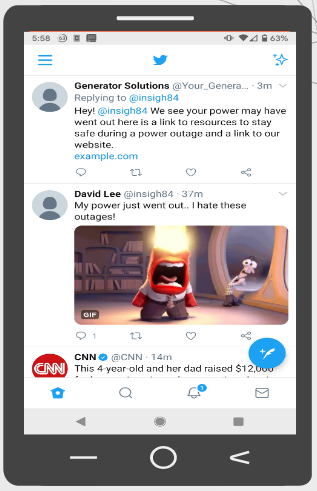 5:58 63%
Generator Solutions @Your_Genera... · 3m
Replying to @insigh84
Hey! @insigh84 We see your power may have
went out here is a link to resources to stay
safe during a power outage and a link to our
website.
example.com
David Lee @insigh84 · 37m
My power just went out.. I hate these
outages!
GIF
1
CNN
CNN @CNN · 14m
This 4-year-old and her dad raised $12,000
1